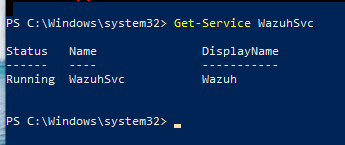 PS C:\Windows\system32> Get-Service WazuhSvc
Status   Name               DisplayName
------   ----               -----------
Running  WazuhSvc           Wazuh
PS C:\Windows\system32>